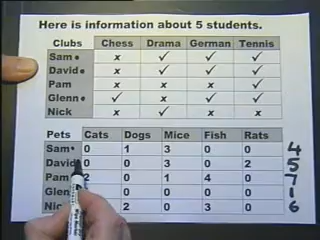 Here is information about 5 students.
Clubs Chess Drama German Tennis
Sam • x ✓ ✓ ✓
David • x ✓ ✓ ✓
Pam x x x ✓
Glenn • ✓ x ✓ ✓
Nick x ✓ x x
Pets Cats Dogs Mice Fish Rats
Sam • 0 1 3 0 0 4
David 0 0 3 0 2 5
Pam 2 0 1 4 0 7
Glen 0 0 0 0 1
Nic 2 0 3 0 6